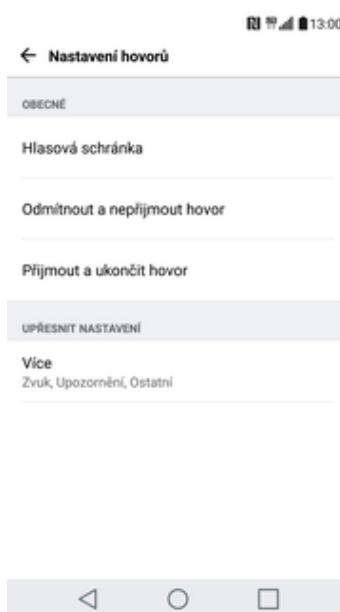 13:00
Nastavení hovorů
OBECNÉ
Hlasová schránka
Odmítnout a nepřijmout hovor
Přijmout a ukončit hovor
UPŘESNIT NASTAVENÍ
Více
Zvuk, Upozornění, Ostatní